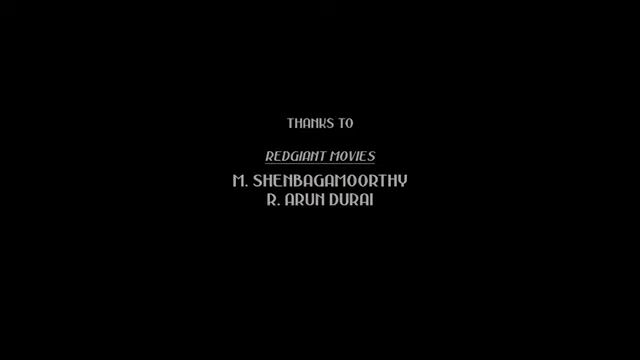 THANKS TO
REDGIANT MOVIES
M. SHENBAGAMOORTHY
R. ARUN DURAI